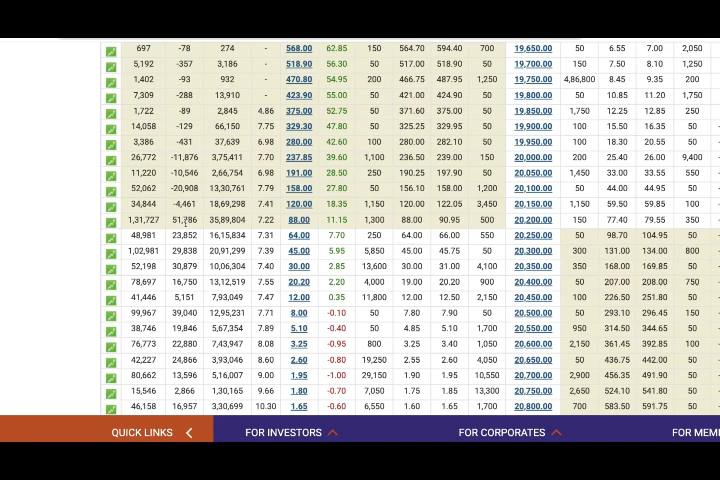 697 -78 274 - 568.00 62.85 150 564.70 594.40 700 19,650.00 50 6.55 7.00 2,050
5,192 -357 3,186 - 518.90 56.30 50 517.00 518.90 50 19,700.00 150 7.50 8.10 1,250
1,402 -93 932 - 470.80 54.95 200 466.75 487.95 1,250 19,750.00 4,86,800 8.45 9.35 200
7,309 -288 13,910 - 423.90 55.00 50 421.00 424.90 50 19,800.00 50 10.85 11.20 1,750
1,722 -89 2,845 4.86 375.00 52.75 50 371.60 375.00 50 19,850.00 1,750 12.25 12.85 250
14,058 -129 66,150 7.75 329.30 47.80 50 325.25 329.95 50 19,900.00 100 15.50 16.35 50
3,386 -431 37,639 6.98 280.00 42.60 100 280.00 282.10 50 19,950.00 100 18.30 20.55 50
26,772 -11,876 3,75,411 7.70 237.85 39.60 1,100 236.50 239.00 150 20,000.00 200 25.40 26.00 9,400
11,220 -10,546 2,66,754 6.98 191.00 28.50 250 190.25 197.90 50 20,050.00 1,450 33.00 33.55 550
52,062 -20,908 13,30,761 7.79 158.00 27.80 50 156.10 158.00 1,200 20,100.00 50 44.00 44.95 50
34,844 -4,461 18,69,298 7.41 120.00 18.35 1,150 120.00 122.05 3,450 20,150.00 1,150 59.50 59.85 100
1,31,727 51,786 35,89,804 7.22 88.00 11.15 1,300 88.00 90.95 500 20,200.00 150 77.40 79.55 350
48,981 23,852 16,15,834 7.31 64.00 7.70 250 64.00 66.00 550 20,250.00 50 98.70 104.95 50
1,02,981 29,838 20,91,299 7.39 45.00 5.95 5,850 45.00 45.75 50 20,300.00 300 131.00 134.00 800
52,198 30,879 10,06,304 7.40 30.00 2.85 13,600 30.00 31.00 4,100 20,350.00 350 168.00 169.85 50
78,697 16,750 13,12,519 7.55 20.20 2.20 4,000 19.00 20.20 900 20,400.00 50 207.00 208.00 750
41,446 5,151 7,93,049 7.47 12.00 0.35 11,800 12.00 12.50 2,150 20,450.00 100 226.50 251.80 50
99,967 39,040 12,95,231 7.71 8.00 -0.10 50 7.80 7.90 50 20,500.00 50 293.10 296.45 150
38,746 19,846 5,67,354 7.89 5.10 -0.40 50 4.85 5.10 1,700 20,550.00 950 314.50 344.65 50
76,773 22,880 7,43,947 8.08 3.25 -0.95 800 3.25 3.40 1,050 20,600.00 2,150 361.45 392.85 100
42,227 24,866 3,93,046 8.60 2.60 -0.80 19,250 2.55 2.60 4,050 20,650.00 50 436.75 442.00 50
80,662 13,596 5,16,007 9.00 1.95 -1.00 29,150 1.90 1.95 10,550 20,700.00 2,900 456.35 491.90 50
15,546 2,866 1,30,165 9.66 1.80 -0.70 7,050 1.75 1.85 13,300 20,750.00 2,650 524.10 541.80 50
46,158 16,957 3,30,699 10.30 1.65 -0.60 6,550 1.60 1.65 1,700 20,800.00 700 583.50 591.75 50
QUICK LINKS FOR INVESTORS FOR CORPORATES FOR MEM